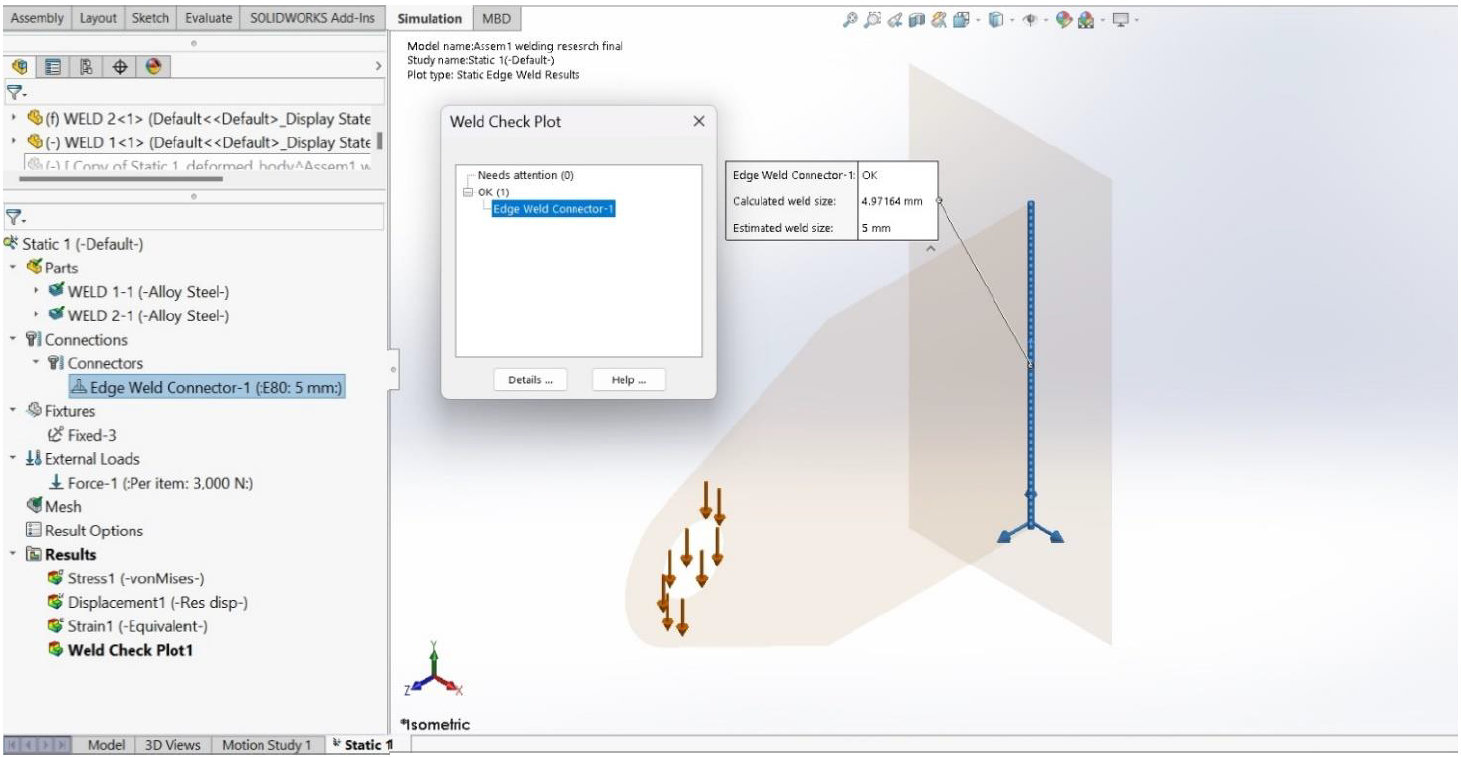 Assembly Layout Sketch Evaluate SOLIDWORKS Add-Ins Simulation MBD
Model name:Assem1 welding resesrch final
Study name:Static 1(-Default-)
Plot type: Static Edge Weld Results
(f) WELD 2<1> (Default<<Default>_Display State
(-) WELD 1<1> (Default<<Default>_Display State
(-) [ Copy of Static 1 deformed body^Assem1 w
Static 1 (-Default-)
Parts
WELD 1-1 (-Alloy Steel-)
WELD 2-1 (-Alloy Steel-)
Connections
Connectors
Edge Weld Connector-1 (:E80: 5 mm:)
Fixtures
Fixed-3
External Loads
Force-1 (:Per item: 3,000 N:)
Mesh
Result Options
Results
Stress1 (-vonMises-)
Displacement1 (-Res disp-)
Strain1 (-Equivalent-)
Weld Check Plot1
Weld Check Plot
Needs attention (0)
OK (1)
Edge Weld Connector-1
Details ... Help ...
Edge Weld Connector-1: OK
Calculated weld size: 4.97164 mm
Estimated weld size: 5 mm
Y
Z X
*Isometric
Model 3D Views Motion Study 1 Static 1